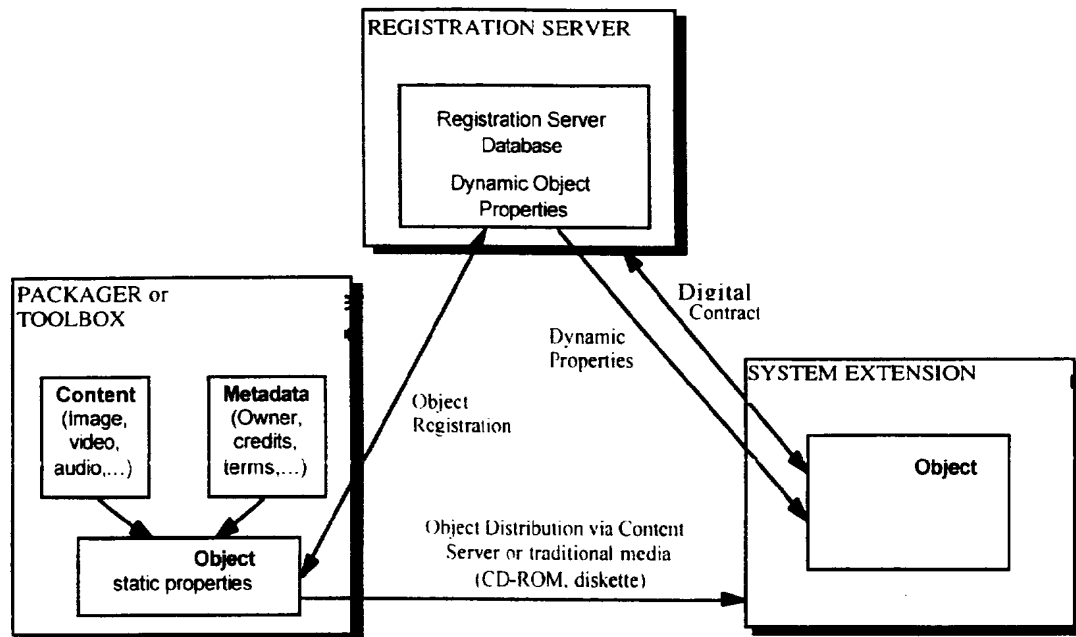 REGISTRATION SERVER
Registration Server
Database
Dynamic Object
Properties
PACKAGER or
TOOLBOX
Content
(Image,
video,
audio,...)
Metadata
(Owner,
credits,
terms,...)
Object
static properties
Object
Registration
Dynamic
Properties
Digital
Contract
Object Distribution via Content
Server or traditional media
(CD-ROM, diskette)
SYSTEM EXTENSION
Object